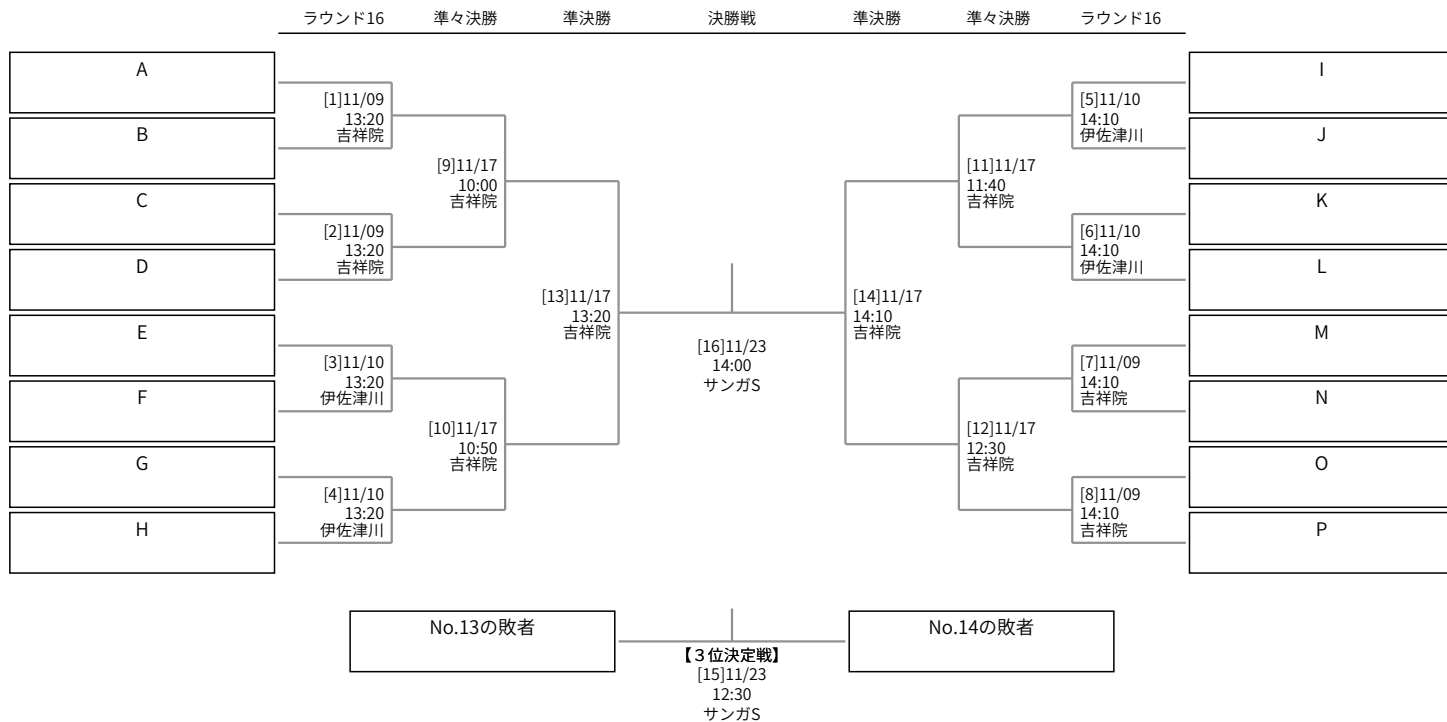 ラウンド16 準々決勝 準決勝 決勝戦 準決勝 準々決勝 ラウンド16
A
B
C
D
E
F
G
H
[1]11/09
13:20
吉祥院
[2]11/09
13:20
吉祥院
[3]11/10
13:20
伊佐津川
[4]11/10
13:20
伊佐津川
[9]11/17
10:00
吉祥院
[10]11/17
10:50
吉祥院
[13]11/17
13:20
吉祥院
[16]11/23
14:00
サンガS
[14]11/17
14:10
吉祥院
[11]11/17
11:40
吉祥院
[12]11/17
12:30
吉祥院
[5]11/10
14:10
伊佐津川
[6]11/10
14:10
伊佐津川
[7]11/09
14:10
吉祥院
[8]11/09
14:10
吉祥院
I
J
K
L
M
N
O
P
No.13の敗者
No.14の敗者
【３位決定戦】
[15]11/23
12:30
サンガS